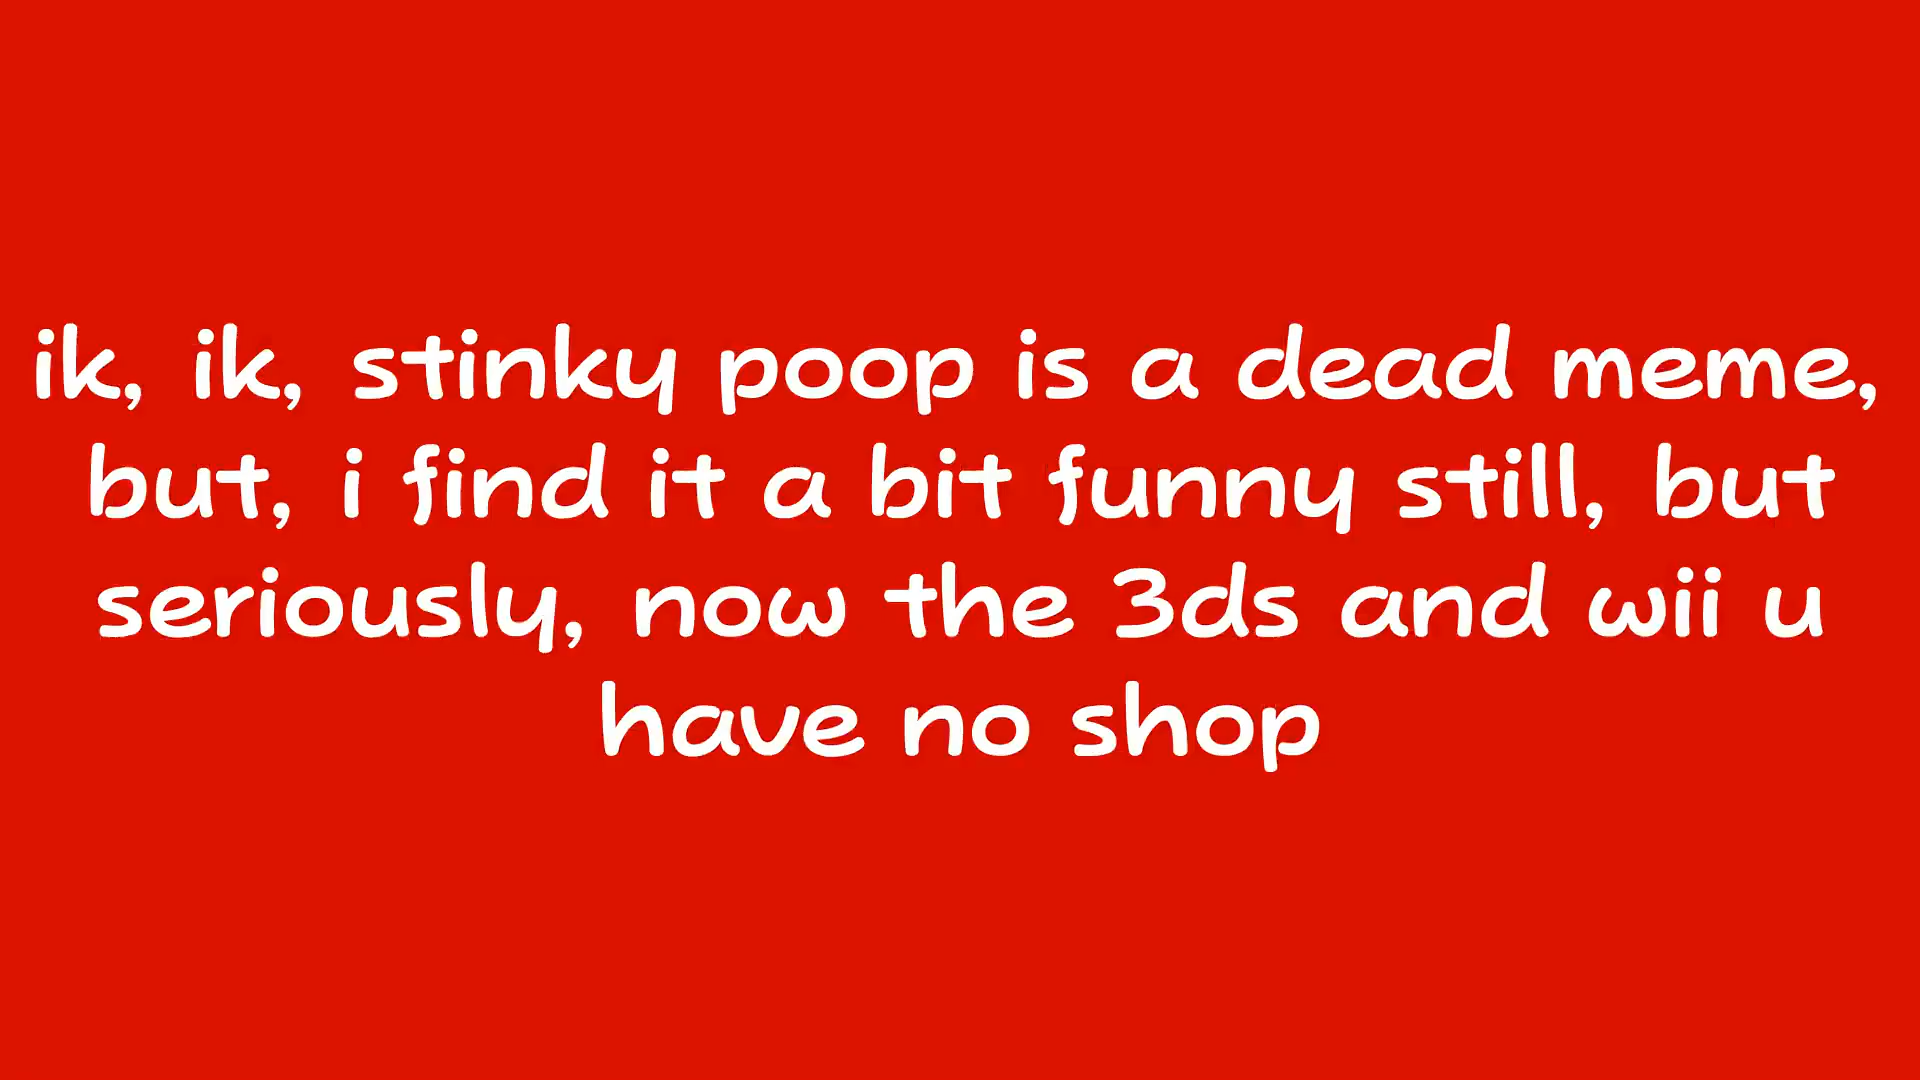 ik, ik, stinky poop is a dead meme,
but, i find it a bit funny still, but
seriously, now the 3ds and wii u
have no shop